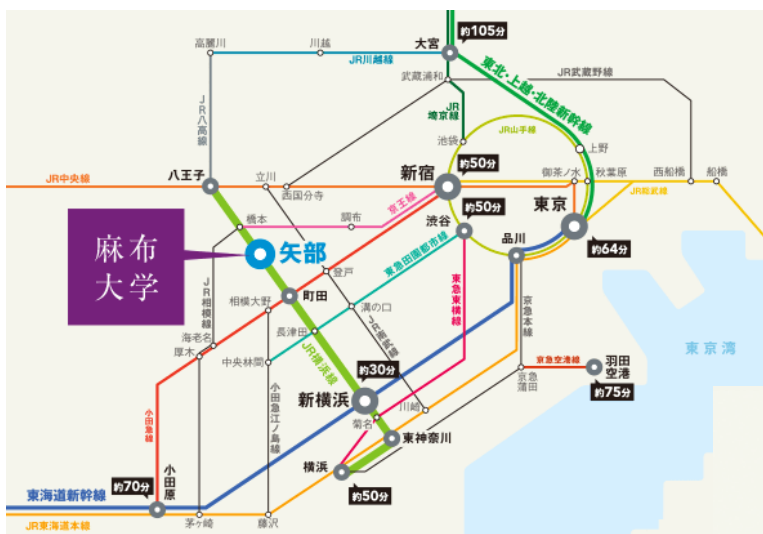 約105分
高麗川
川越
大宮
JR川越線
東北・上越・北陸新幹線
武蔵浦和
JR武蔵野線
JR八高線
JR
埼京線
JR山手線
池袋
上野
新宿
約50分
御茶ノ水
秋葉原
西船橋
船橋
JR中央線
八王子
立川
西国分寺
JR総武線
京王線
渋谷
約50分
東京
橋本
調布
麻布
大学
矢部
品川
約64分
東急田園都市線
登戸
町田
JR相模線
相模大野
溝の口
東急東横線
京急本線
長津田
JR南武線
海老名
厚木
中央林間
JR横浜線
東京湾
京急空港線
羽田
空港
約30分
京急
蒲田
約75分
新横浜
小田急線
小田急江ノ島線
川崎
菊名
東神奈川
小田原
横浜
約70分
約50分
東海道新幹線
JR東海道本線
茅ヶ崎
藤沢